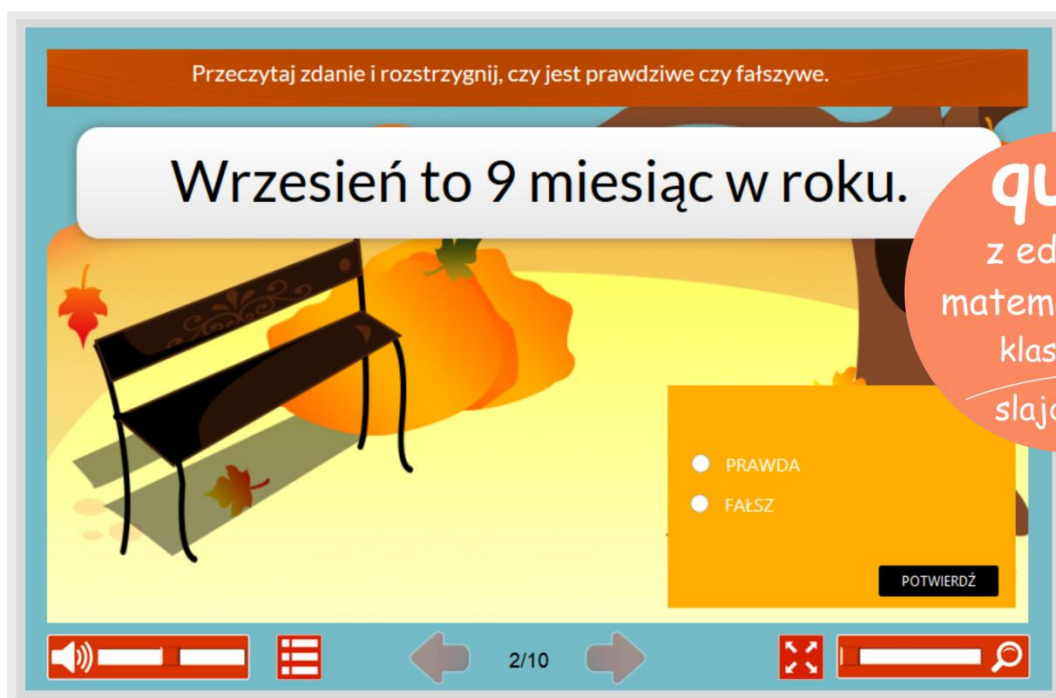 Przeczytaj zdanie i rozstrzygnij, czy jest prawdziwe czy fałszywe.
Wrzesień to 9 miesiąc w roku.
z
PRAWDA
FAŁSZ
POTWIERDŹ
2/10